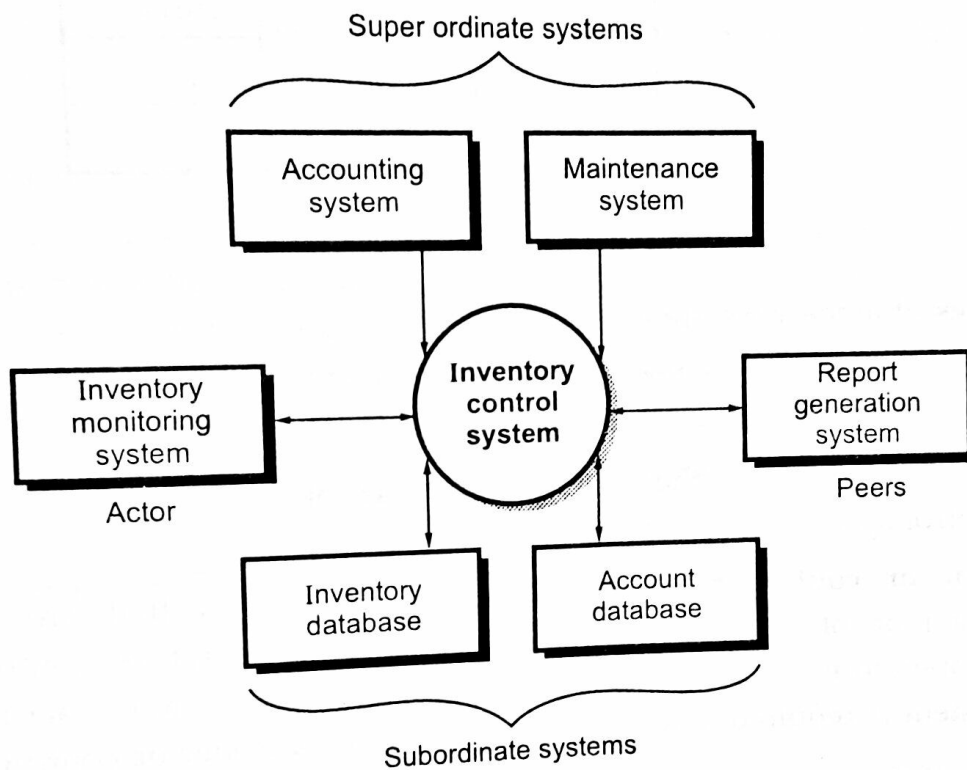 Super ordinate systems
Accounting
system
Maintenance
system
Inventory
monitoring
system
Actor
Inventory
control
system
Report
generation
system
Peers
Inventory
database
Account
database
Subordinate systems